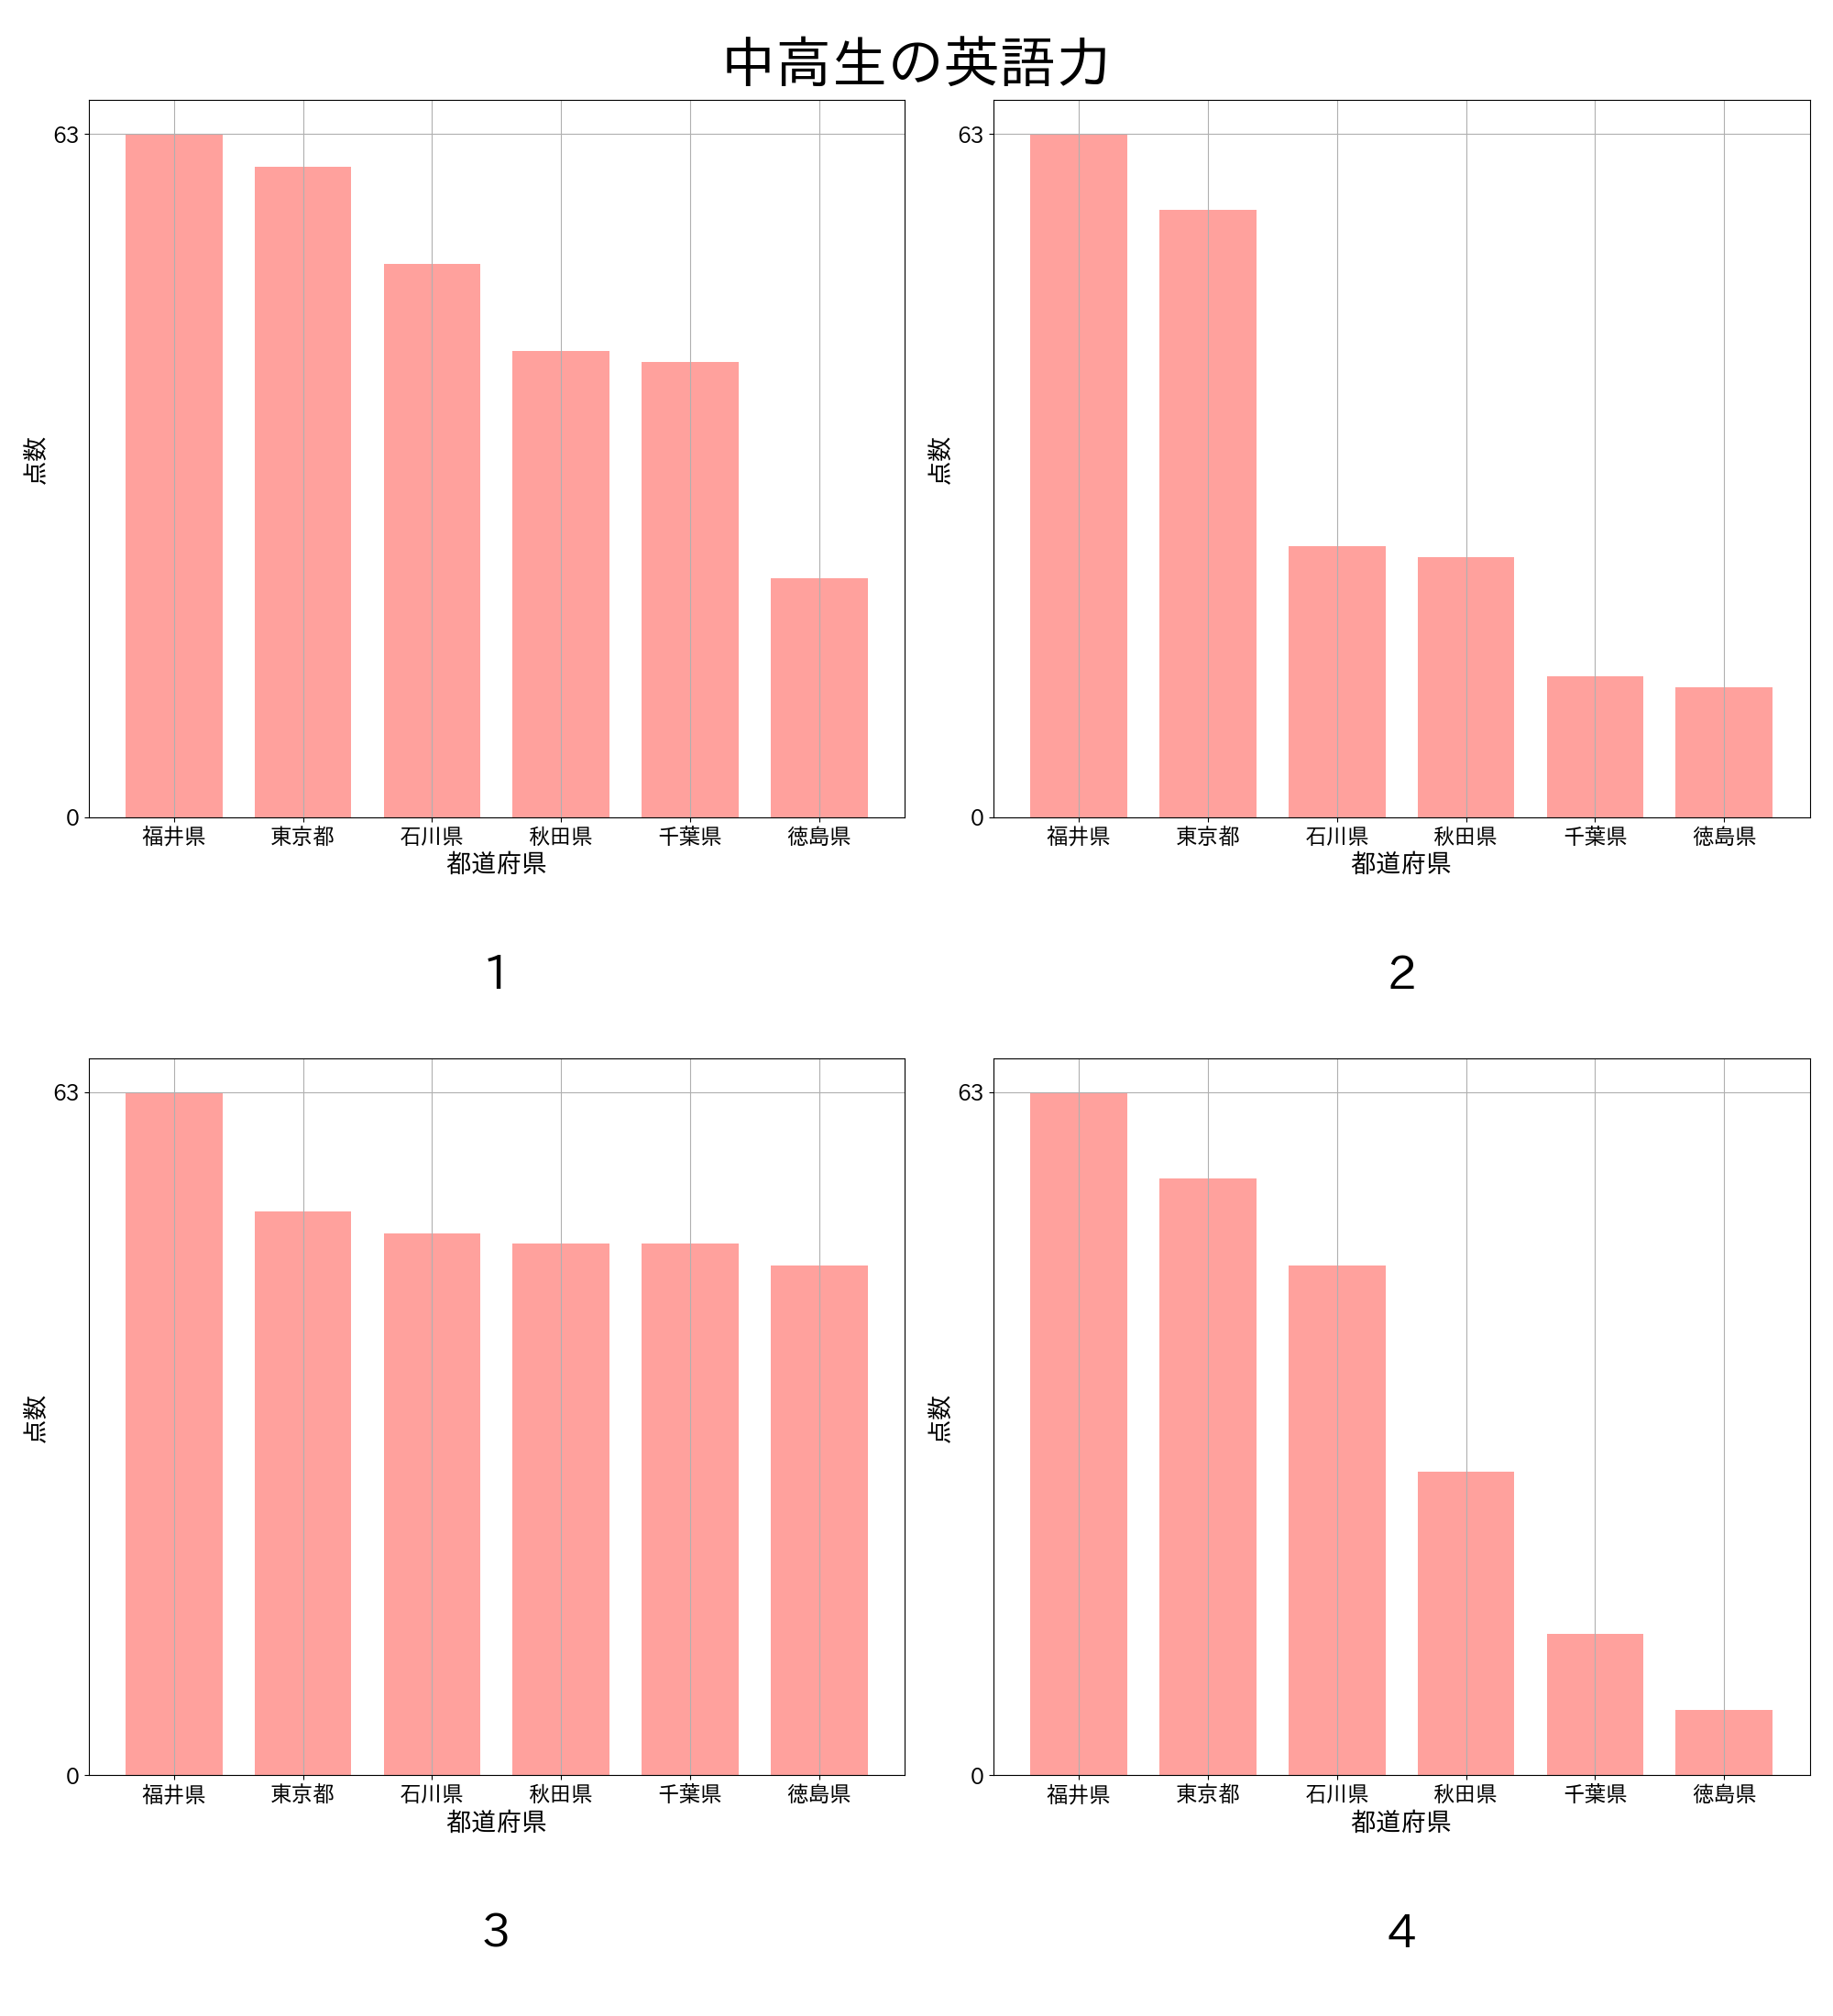 中高生の英語力
63
点数
0
福井県 東京都 石川県 秋田県 千葉県 徳島県
都道府県
1
63
点数
0
福井県 東京都 石川県 秋田県 千葉県 徳島県
都道府県
2
63
点数
0
福井県 東京都 石川県 秋田県 千葉県 徳島県
都道府県
3
63
点数
0
福井県 東京都 石川県 秋田県 千葉県 徳島県
都道府県
4